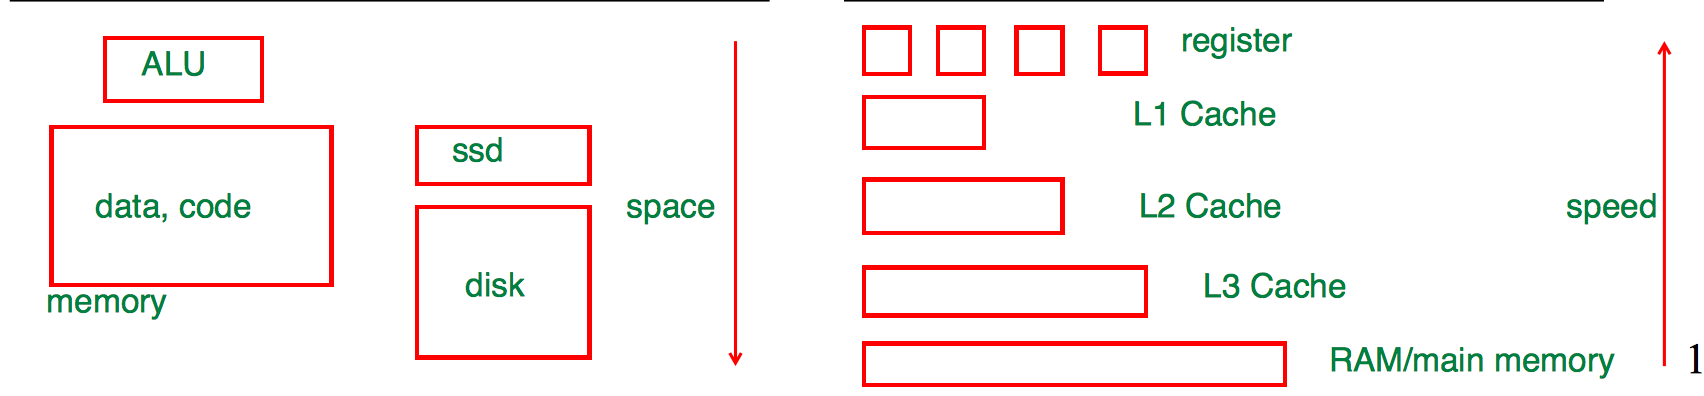 ALU
data, code
memory
ssd
disk
space
register
L1 Cache
L2 Cache
L3 Cache
RAM/main memory
speed
1